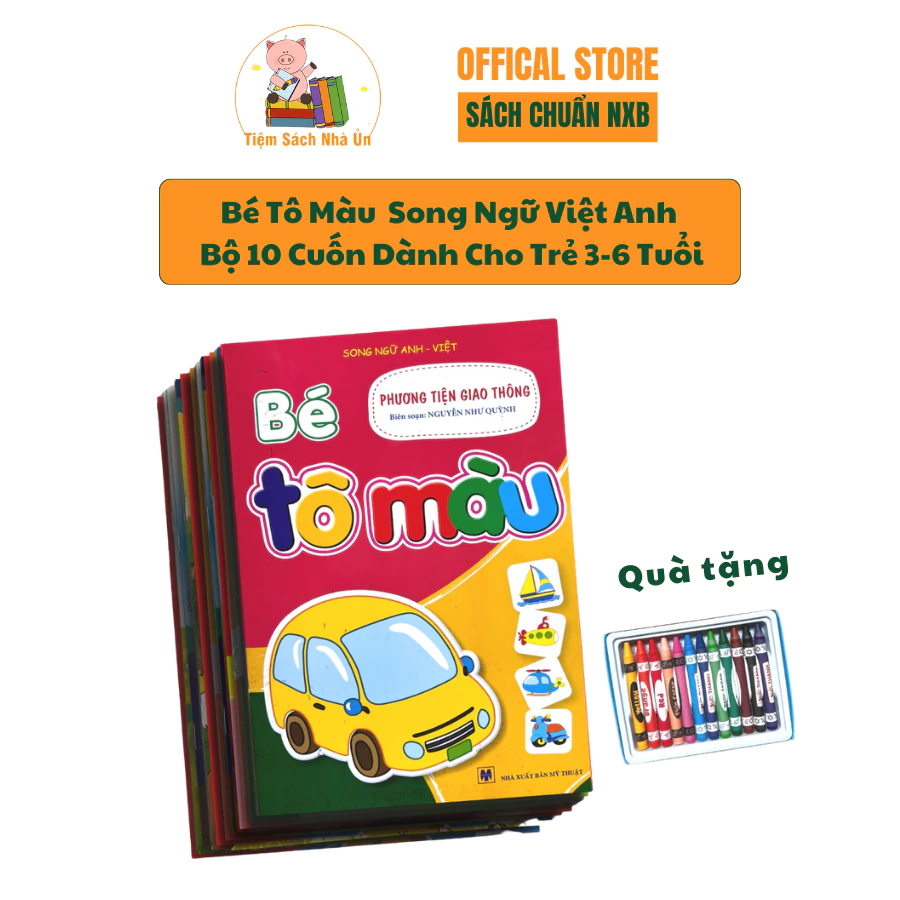 Tiệm Sách Nhà Ủn
OFFICAL STORE
SÁCH CHUẨN NXB
Bé Tô Màu Song Ngữ Việt Anh
Bộ 10 Cuốn Dành Cho Trẻ 3-6 Tuổi
SONG NGỮ ANH - VIỆT
Bé
PHƯƠNG TIỆN GIAO THÔNG
Biên soạn: NGUYỄN NHƯ QUỲNH
tô màu
NHÀ XUẤT BẢN MỸ THUẬT
Quà tặng